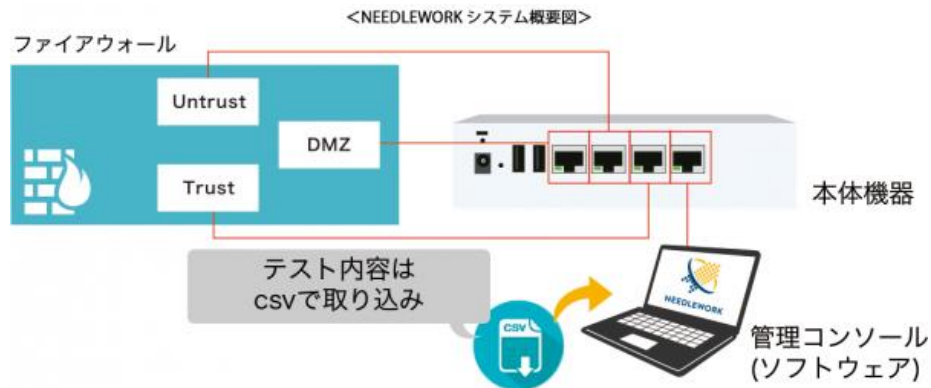 ＜NEEDLEWORK システム概要図＞
ファイアウォール
Untrust
DMZ
Trust
本体機器
テスト内容は
csvで取り込み
CSV
NEEDLEWORK
管理コンソール
(ソフトウェア)